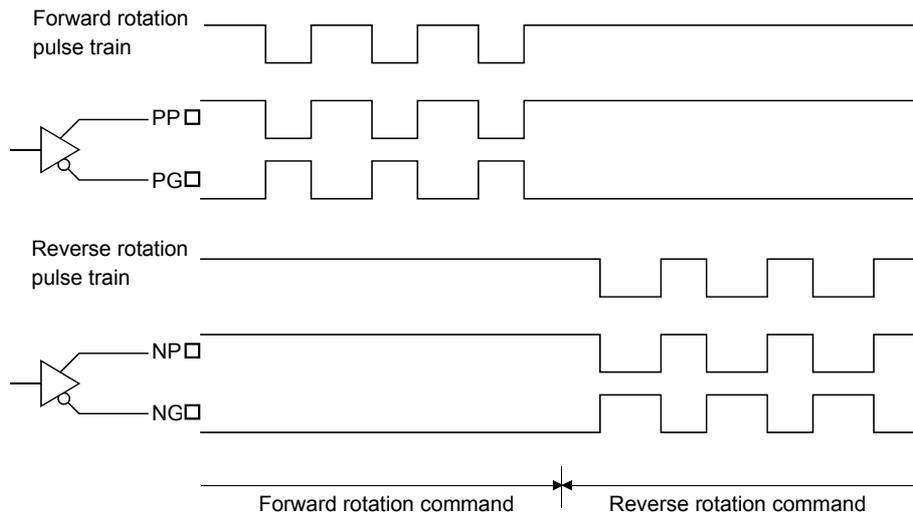 Forward rotation
pulse train
PP□
PG□
Reverse rotation
pulse train
NP□
NG□
Forward rotation command
Reverse rotation command